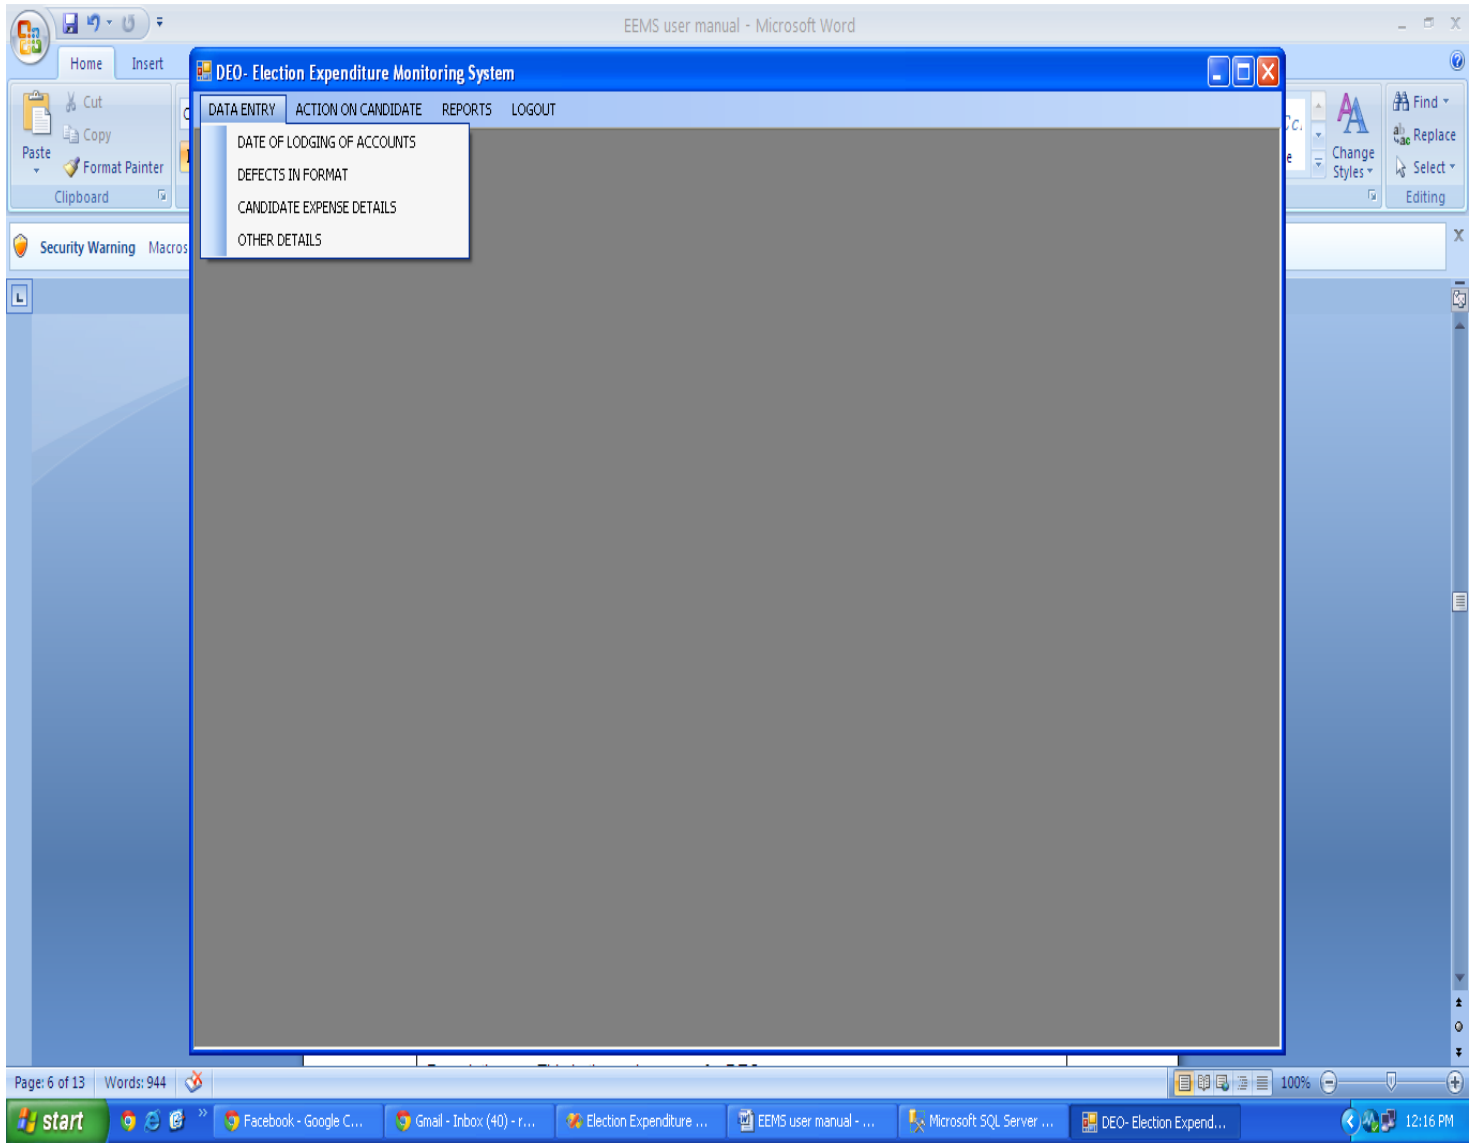 EEMS user manual - Microsoft Word
Home Insert
DEO- Election Expenditure Monitoring System
DATA ENTRY ACTION ON CANDIDATE REPORTS LOGOUT
DATE OF LODGING OF ACCOUNTS
DEFECTS IN FORMAT
CANDIDATE EXPENSE DETAILS
OTHER DETAILS
Paste
Cut
Copy
Format Painter
Clipboard
Change
Styles
Find
Replace
Select
Editing
Security Warning Macros
Page: 6 of 13 Words: 944
100%
start
Facebook - Google C...
Gmail - Inbox (40) - r...
Election Expenditure ...
EEMS user manual - ...
Microsoft SQL Server ...
DEO- Election Expend...
12:16 PM